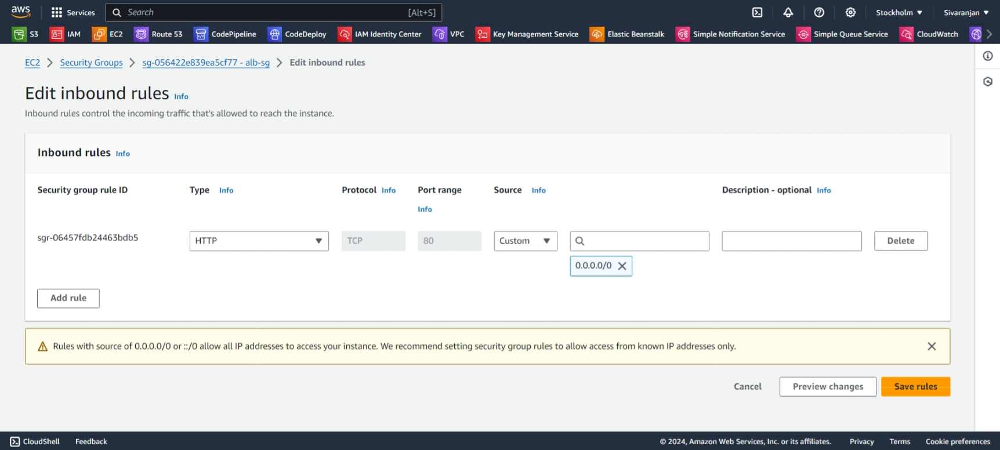 aws
Services
Search
[Alt+S]
Stockholm
Sivaranjan
S3
IAM
EC2
Route 53
CodePipeline
CodeDeploy
IAM Identity Center
VPC
Key Management Service
Elastic Beanstalk
Simple Notification Service
Simple Queue Service
CloudWatch
EC2 > Security Groups > sg-056422e839ea5cf77 - alb-sg > Edit inbound rules
Edit inbound rules Info
Inbound rules control the incoming traffic that's allowed to reach the instance.
Inbound rules Info
Security group rule ID
Type Info
Protocol Info
Port range
Info
Source Info
Description - optional Info
sgr-06457fdb24463bdb5
HTTP
TCP
80
Custom
0.0.0.0/0
Delete
Add rule
Rules with source of 0.0.0.0/0 or ::/0 allow all IP addresses to access your instance. We recommend setting security group rules to allow access from known IP addresses only.
Cancel
Preview changes
Save rules
CloudShell
Feedback
© 2024, Amazon Web Services, Inc. or its affiliates.
Privacy
Terms
Cookie preferences